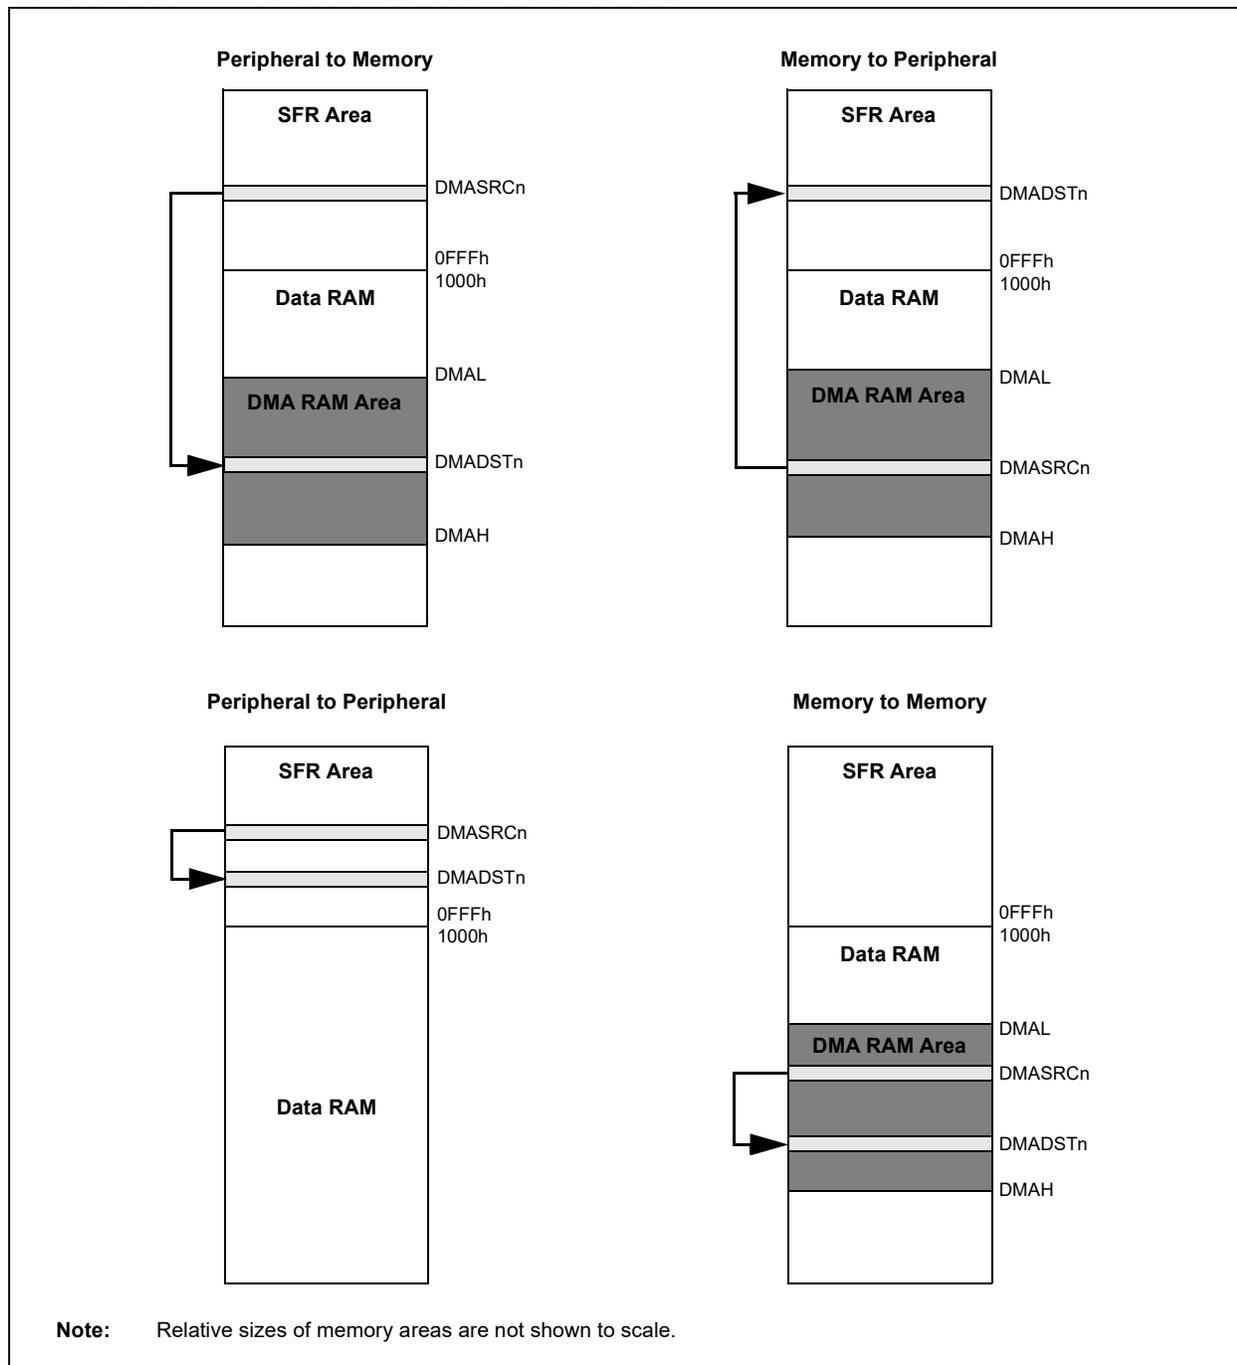 Peripheral to Memory
SFR Area
DMASRCn
0FFFh
1000h
Data RAM
DMAL
DMA RAM Area
DMADSTn
DMAH
Memory to Peripheral
SFR Area
DMADSTn
0FFFh
1000h
Data RAM
DMAL
DMA RAM Area
DMASRCn
DMAH
Peripheral to Peripheral
SFR Area
DMASRCn
DMADSTn
0FFFh
1000h
Data RAM
Memory to Memory
SFR Area
0FFFh
1000h
Data RAM
DMAL
DMA RAM Area
DMASRCn
DMADSTn
DMAH
Note: Relative sizes of memory areas are not shown to scale.